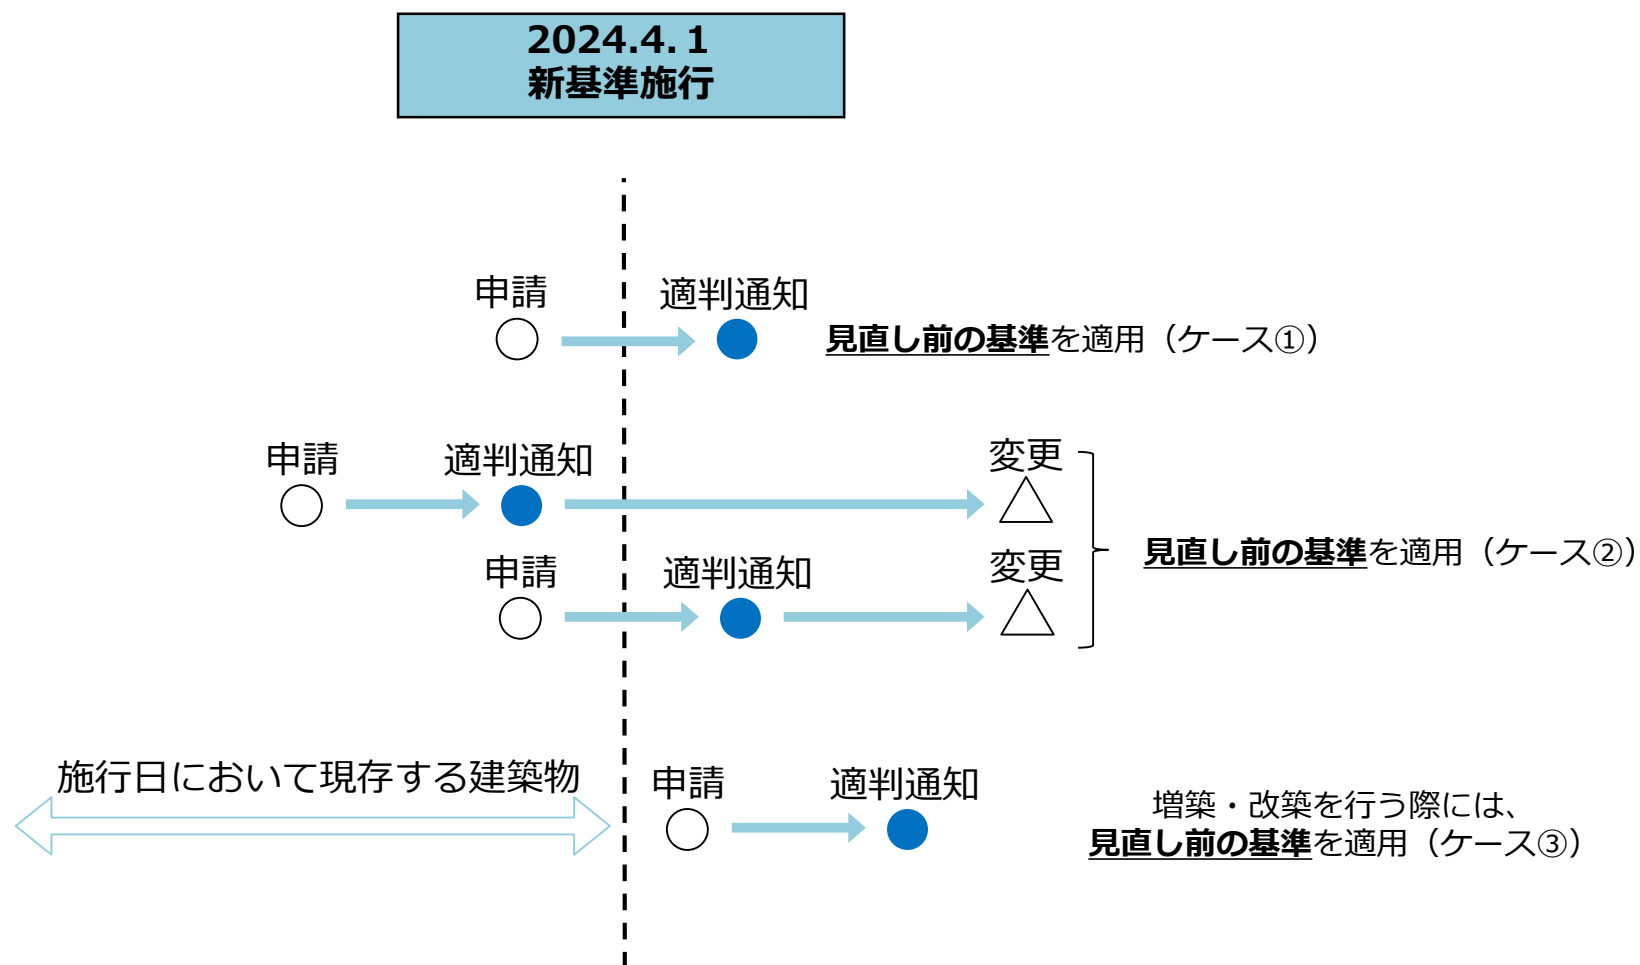 2024.4.１
新基準施行
申請
適判通知
見直し前の基準を適用（ケース①）
申請
適判通知
変更
申請
適判通知
変更
見直し前の基準を適用（ケース②）
施行日において現存する建築物
申請
適判通知
増築・改築を行う際には、
見直し前の基準を適用（ケース③）